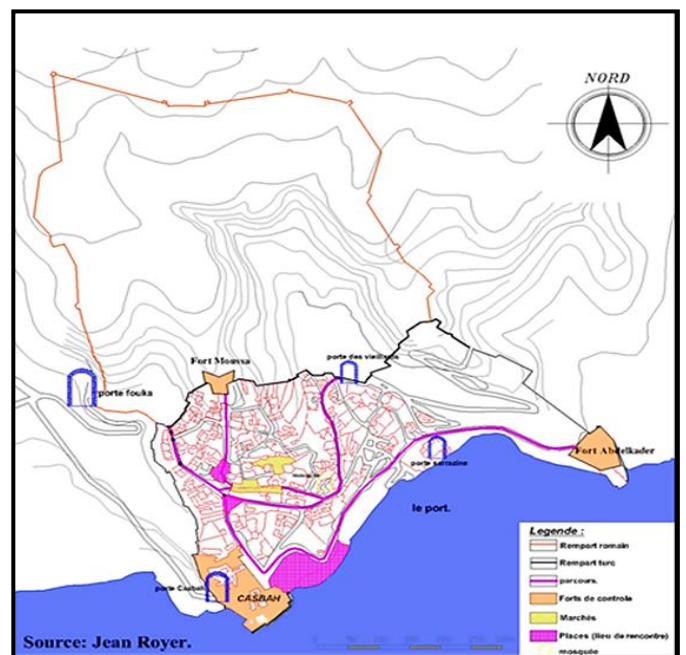 NORD
Fort Moussa
porte des vieillards
porte fouka
Fort Abdelkader
porte sarrazine
le port.
porte Casbah
CASBAH
Legende :
Rempart romain
Rempart turc
parcours.
Forts de controle
Marchés
Places (lieu de rencontre)
mosquée
Source: Jean Royer.